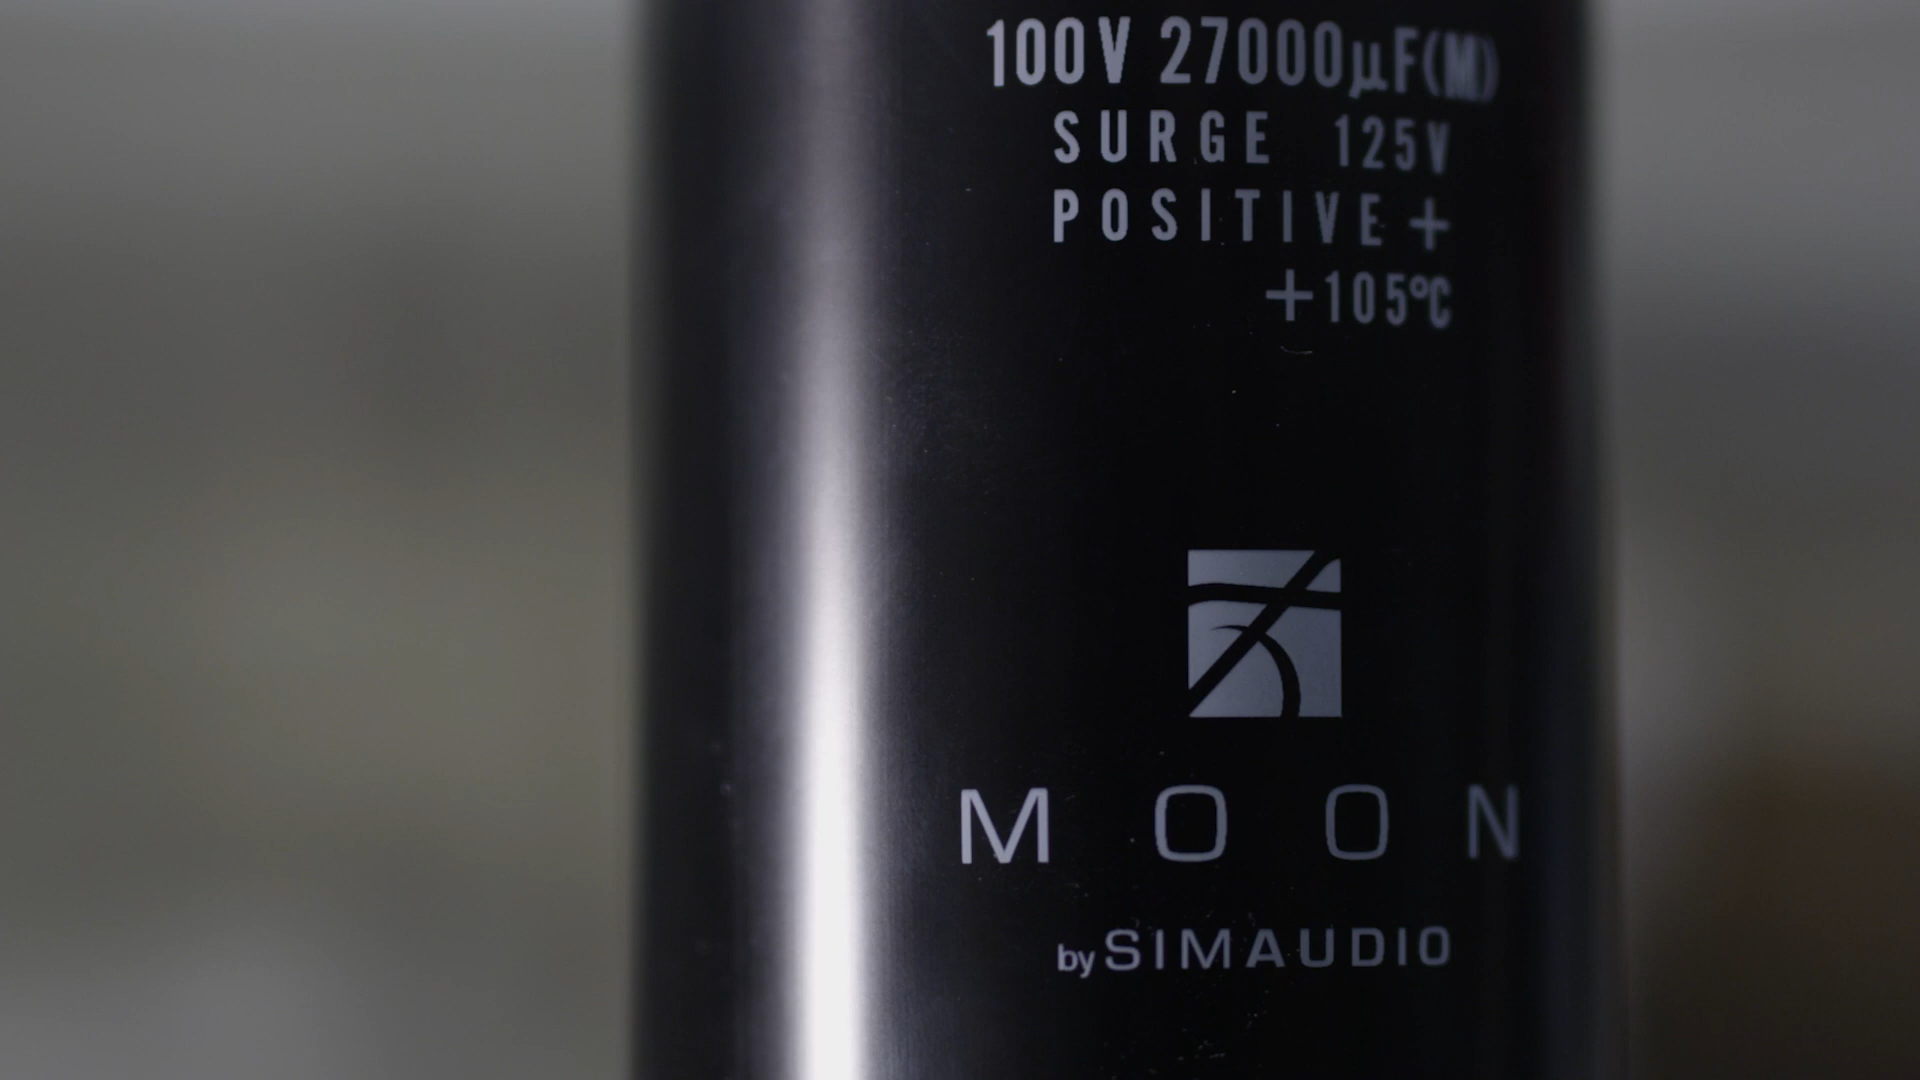 100V 27000µF(M)
SURGE 125V
POSITIVE +
+105°C
MOON
by SIMAUDIO